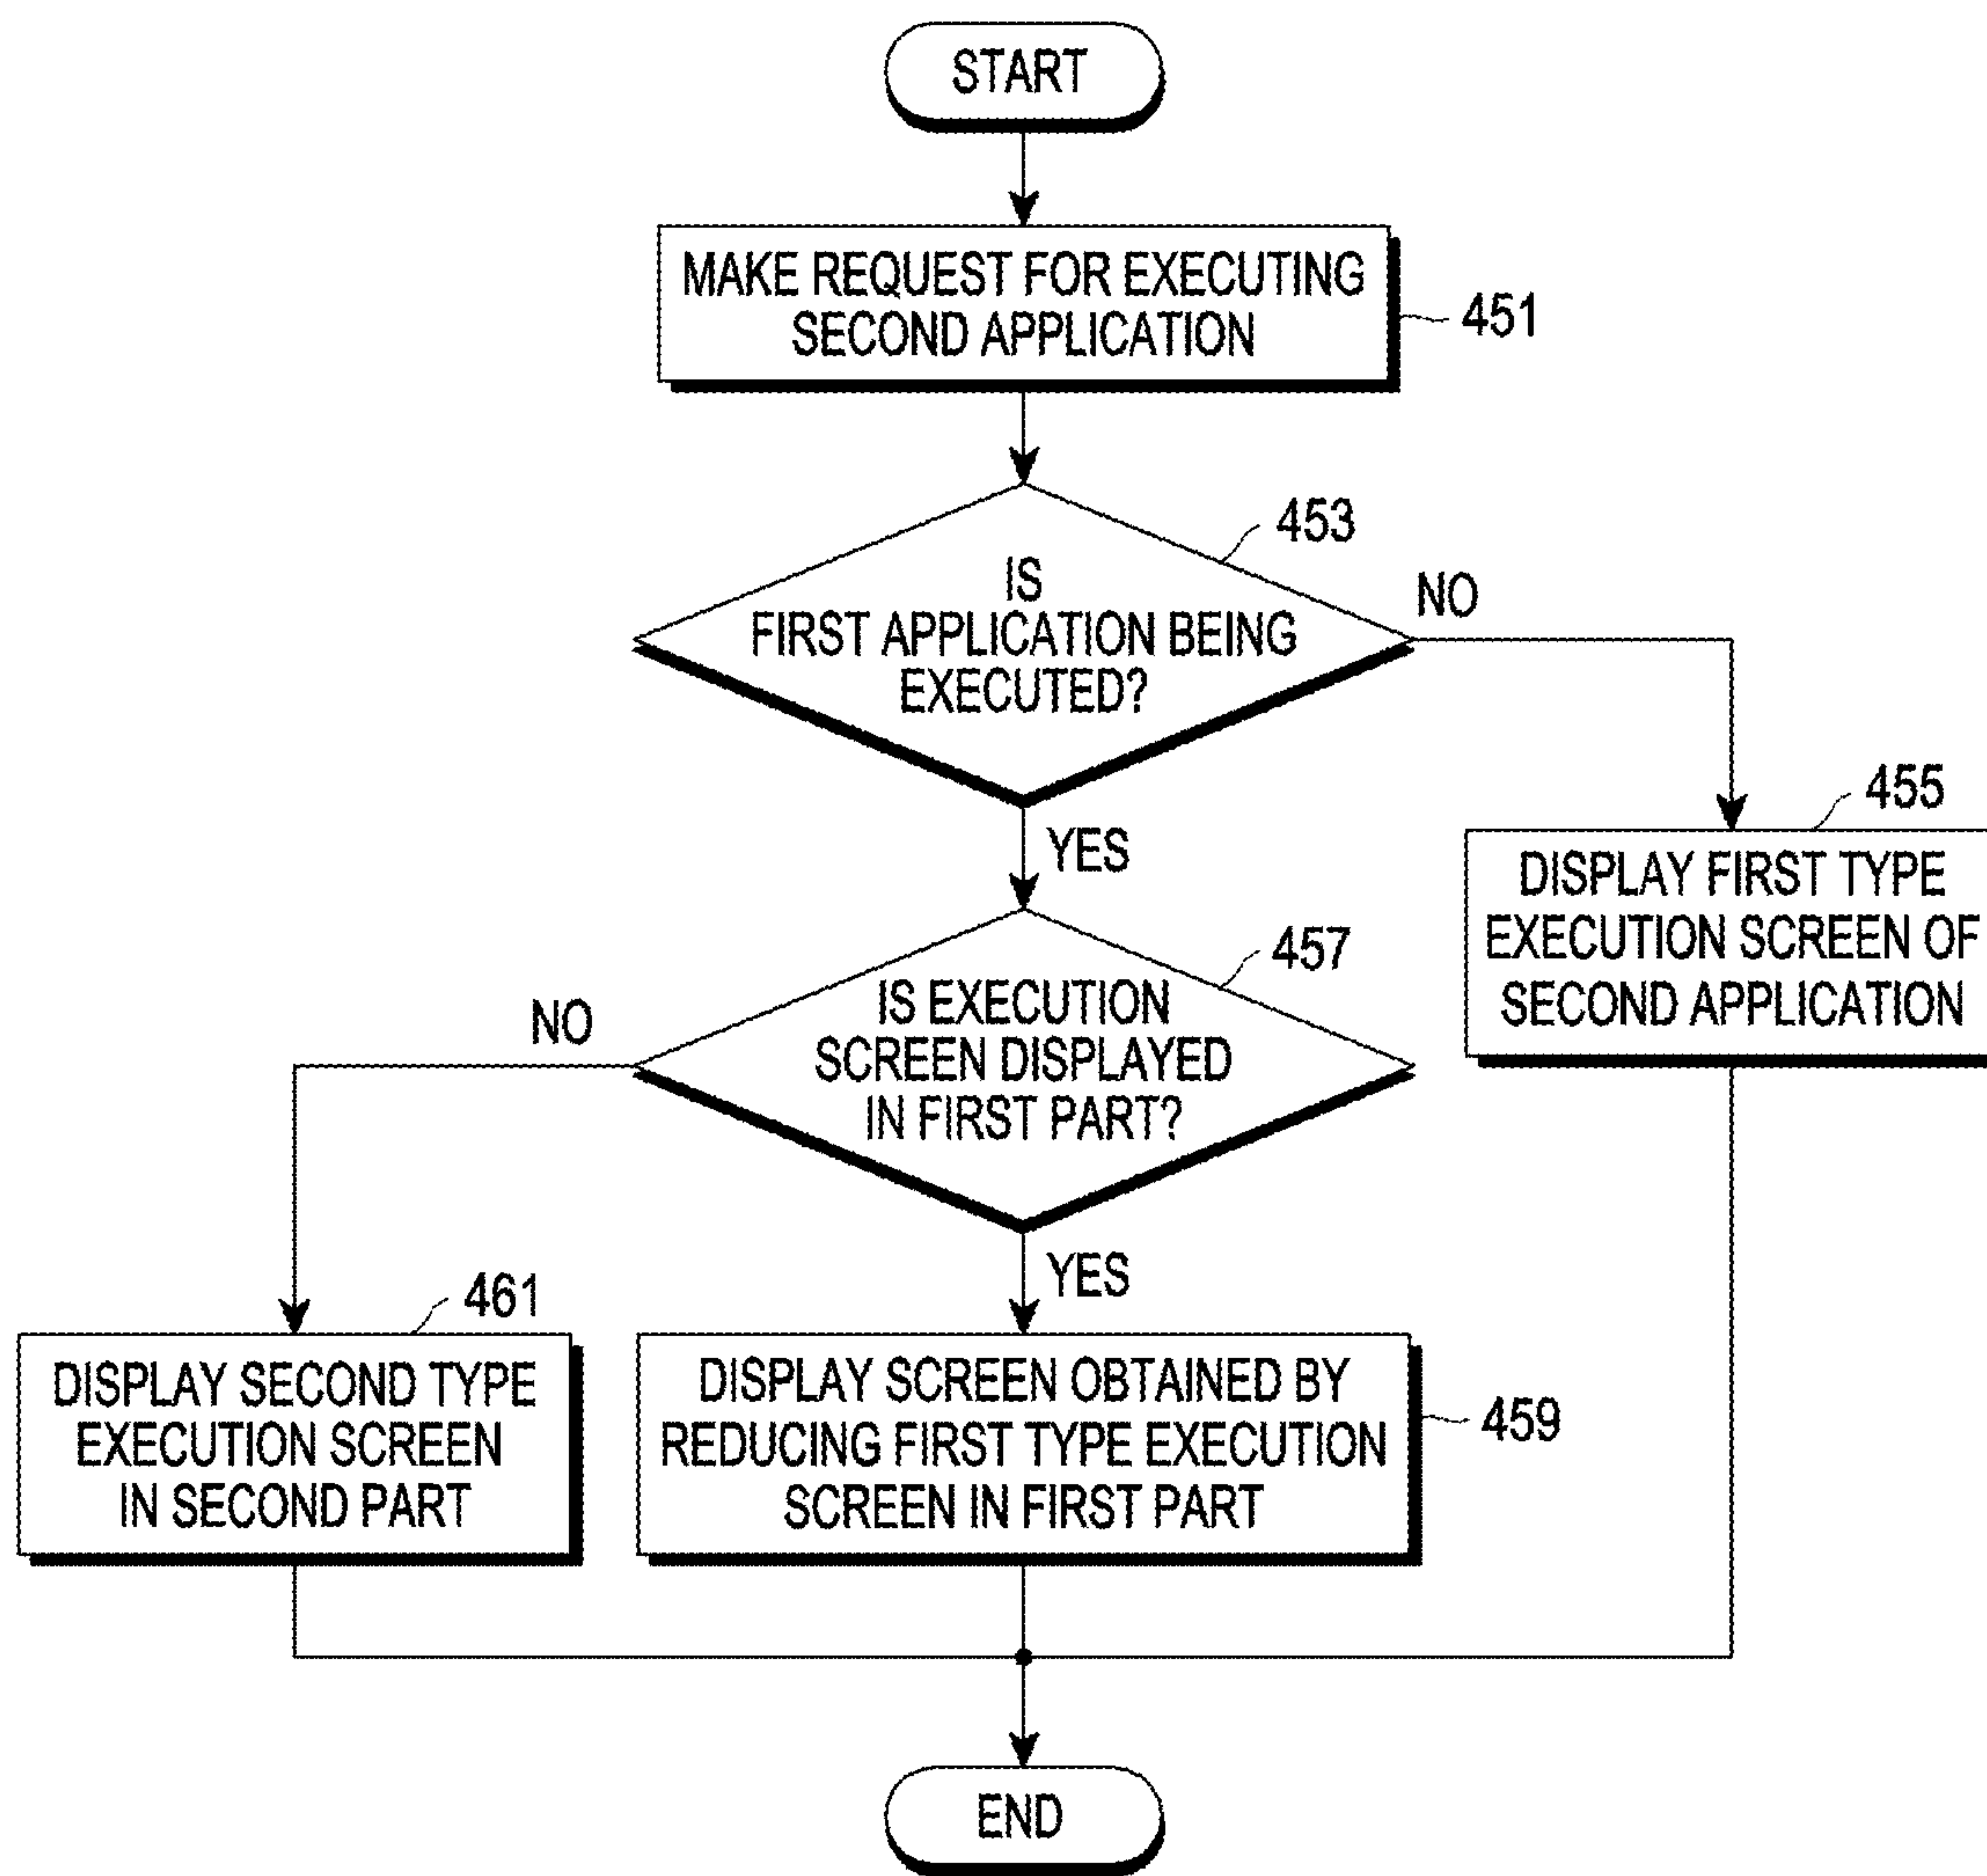 START
MAKE REQUEST FOR EXECUTING
SECOND APPLICATION
451
453
IS
FIRST APPLICATION BEING
EXECUTED?
NO
YES
455
DISPLAY FIRST TYPE
EXECUTION SCREEN OF
SECOND APPLICATION
457
IS EXECUTION
SCREEN DISPLAYED
IN FIRST PART?
NO
YES
461
DISPLAY SECOND TYPE
EXECUTION SCREEN
IN SECOND PART
DISPLAY SCREEN OBTAINED BY
REDUCING FIRST TYPE EXECUTION
SCREEN IN FIRST PART
459
END